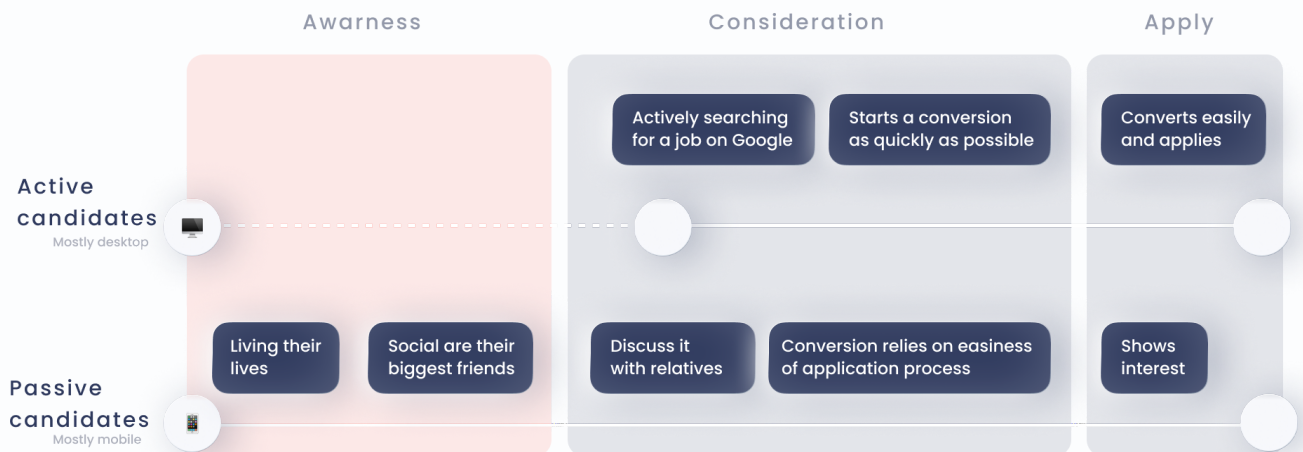 Awarness
Consideration
Apply
Actively searching
for a job on Google
Starts a conversion
as quickly as possible
Converts easily
and applies
Active
candidates
Mostly desktop
Living their
lives
Social are their
biggest friends
Discuss it
with relatives
Conversion relies on easiness
of application process
Shows
interest
Passive
candidates
Mostly mobile